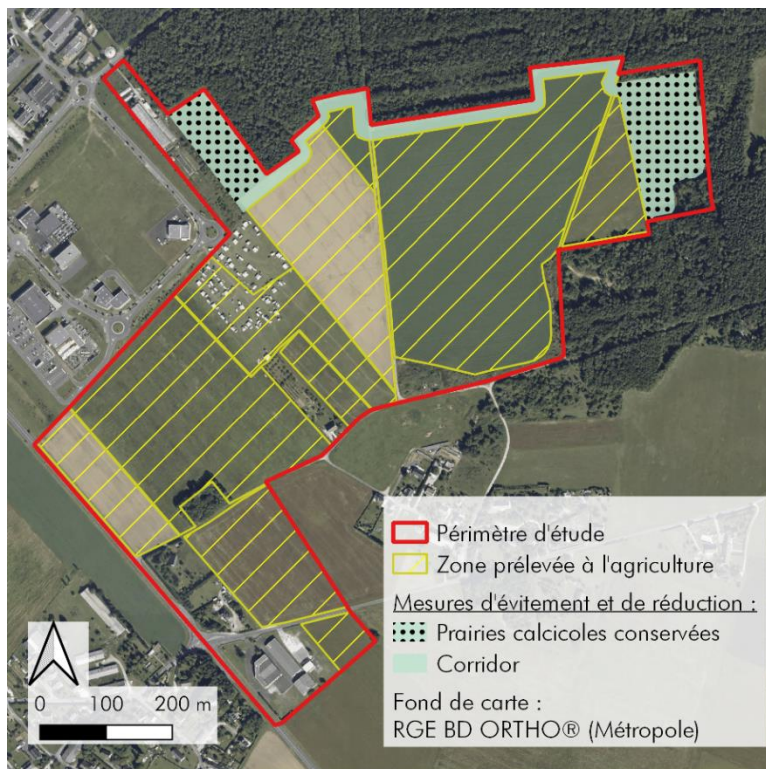 Périmètre d'étude
Zone prélevée à l'agriculture
Mesures d'évitement et de réduction :
Prairies calcicoles conservées
Corridor
Fond de carte :
RGE BD ORTHO® (Métropole)
0 100 200 m